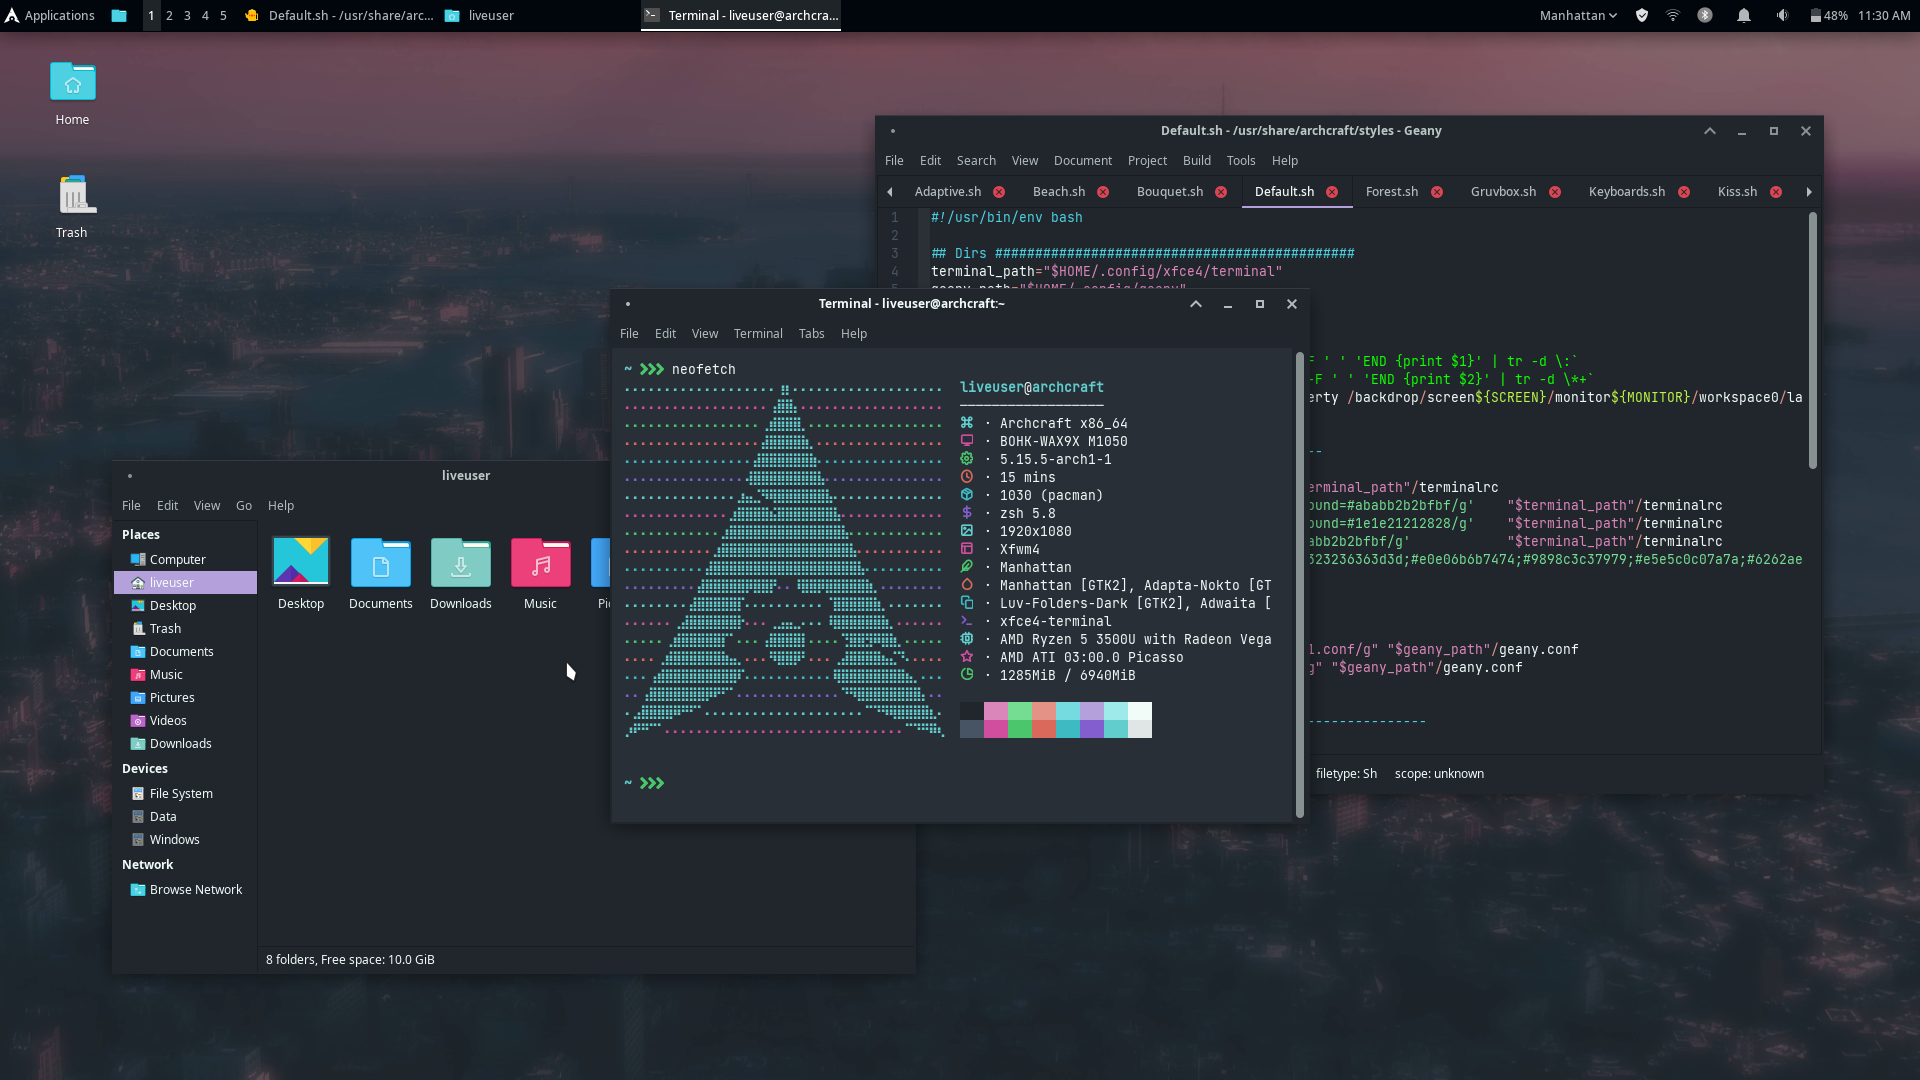 Applications
1 2 3 4 5
Default.sh - /usr/share/arc...
liveuser
Terminal - liveuser@archcra...
Manhattan
48%
11:30 AM
Home
Trash
Default.sh - /usr/share/archcraft/styles - Geany
File Edit Search View Document Project Build Tools Help
Adaptive.sh Beach.sh Bouquet.sh Default.sh Forest.sh Gruvbox.sh Keyboards.sh Kiss.sh
1 #!/usr/bin/env bash
2
3 ## Dirs #############################################
4 terminal_path="$HOME/.config/xfce4/terminal"
F ' ' 'END {print $1}' | tr -d \:`
-F ' ' 'END {print $2}' | tr -d \*+`
erty /backdrop/screen${SCREEN}/monitor${MONITOR}/workspace0/la
--
erminal_path"/terminalrc
ound=#ababb2b2bfbf/g' "$terminal_path"/terminalrc
ound=#1e1e21212828/g' "$terminal_path"/terminalrc
abb2b2bfbf/g' "$terminal_path"/terminalrc
323236363d3d;#e0e06b6b7474;#9898c3c37979;#e5e5c0c07a7a;#6262ae
l.conf/g" "$geany_path"/geany.conf
g" "$geany_path"/geany.conf
---------------
filetype: Sh scope: unknown
Terminal - liveuser@archcraft:~
File Edit View Terminal Tabs Help
~ neofetch
liveuser@archcraft
· Archcraft x86_64
· BOHK-WAX9X M1050
· 5.15.5-arch1-1
· 15 mins
· 1030 (pacman)
· zsh 5.8
· 1920x1080
· Xfwm4
· Manhattan
· Manhattan [GTK2], Adapta-Nokto [GT
· Luv-Folders-Dark [GTK2], Adwaita [
· xfce4-terminal
· AMD Ryzen 5 3500U with Radeon Vega
· AMD ATI 03:00.0 Picasso
· 1285MiB / 6940MiB
~
liveuser
File Edit View Go Help
Places
Computer
liveuser
Desktop
Trash
Documents
Music
Pictures
Videos
Downloads
Devices
File System
Data
Windows
Network
Browse Network
Desktop Documents Downloads Music Pic
8 folders, Free space: 10.0 GiB